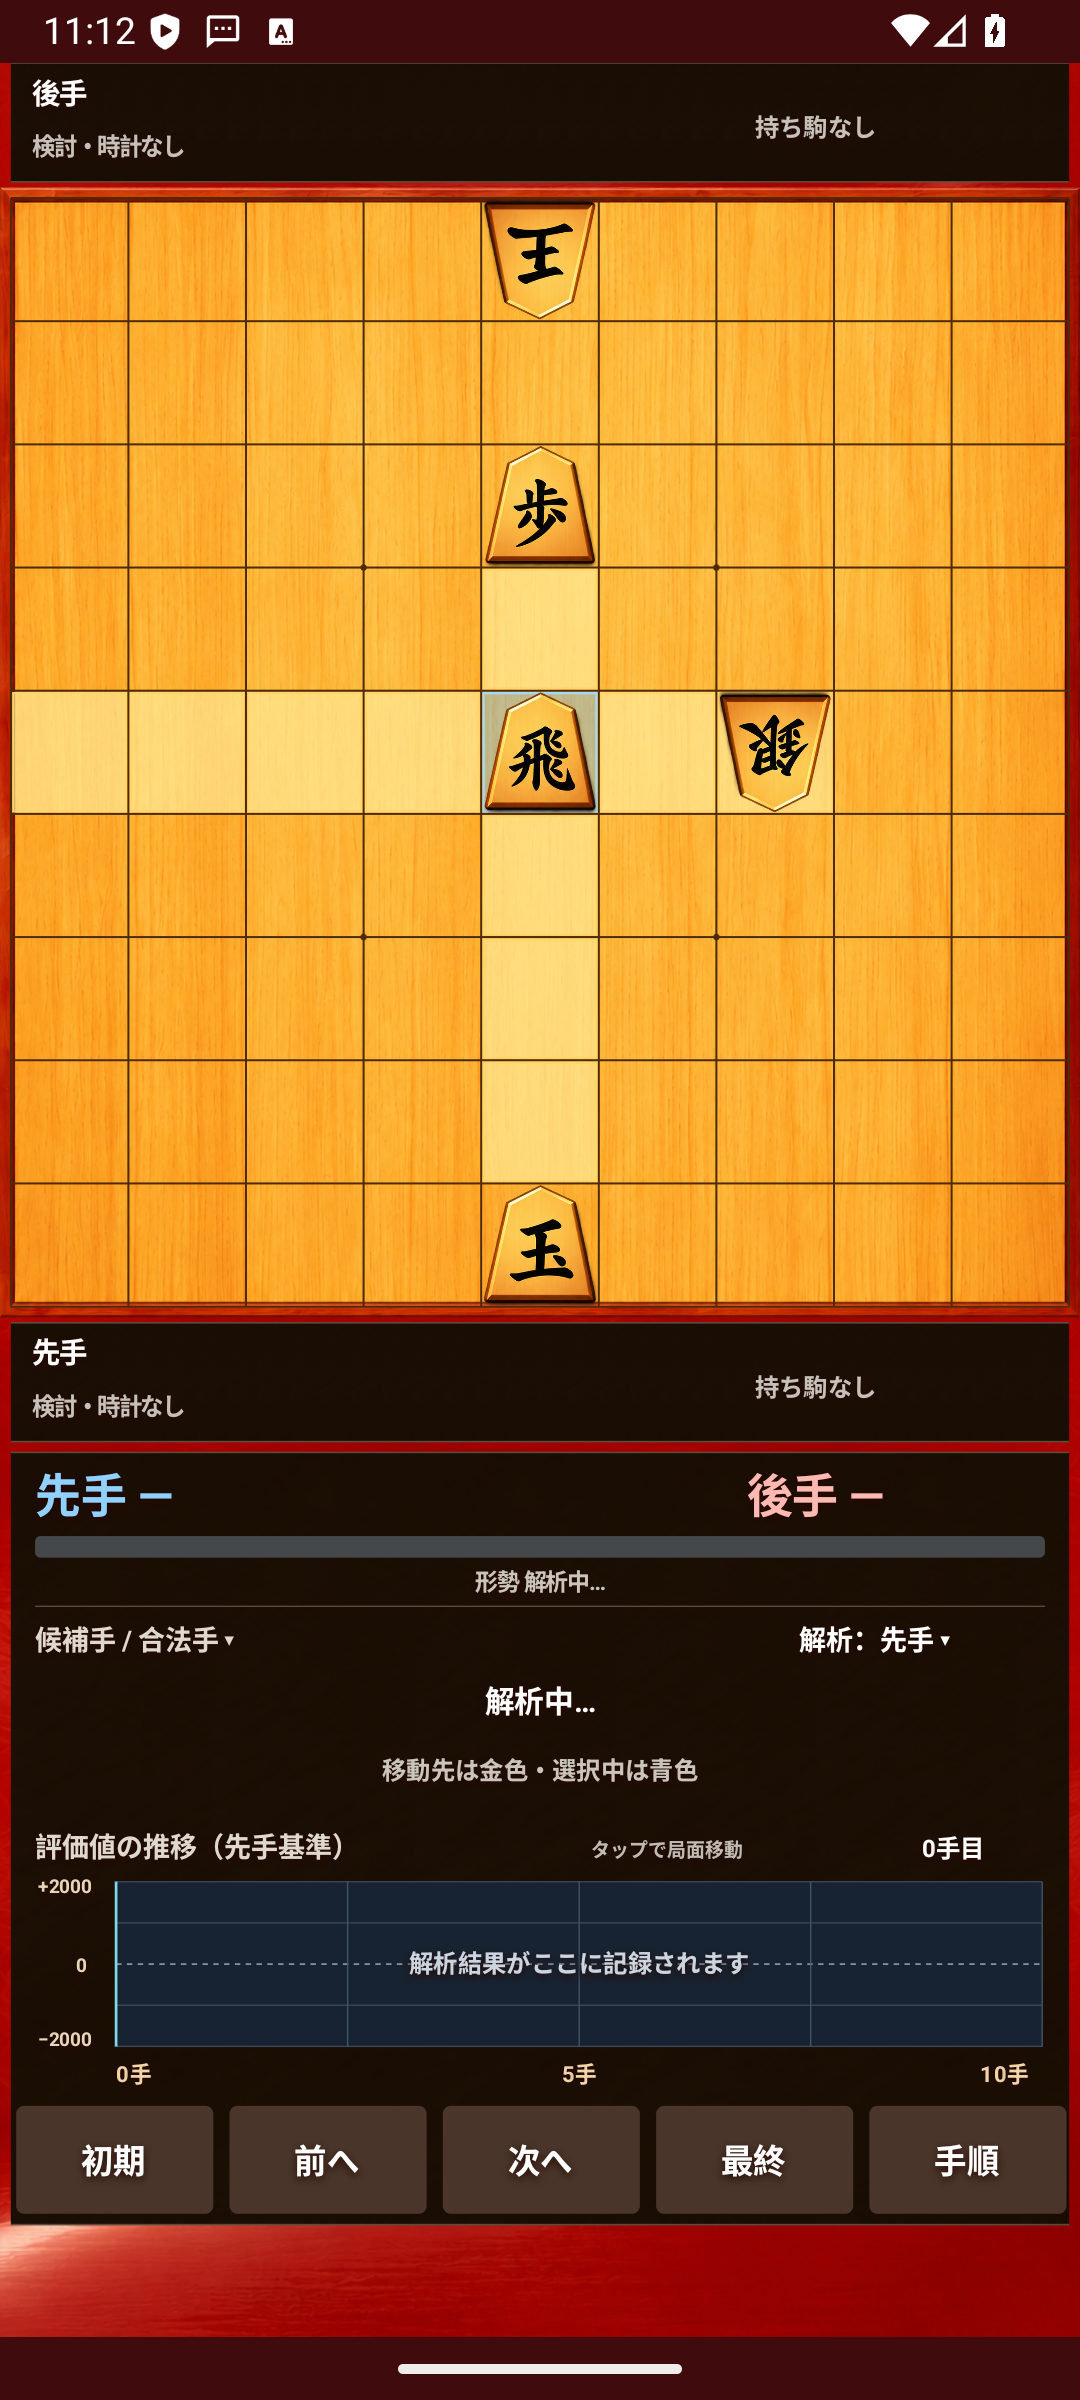 11:12
後手
検討・時計なし
持ち駒なし
王
歩
飛
銀
玉
先手
検討・時計なし
持ち駒なし
先手 —
後手 —
形勢 解析中...
候補手 / 合法手 ▾
解析：先手 ▾
解析中...
移動先は金色・選択中は青色
評価値の推移（先手基準）
タップで局面移動
0手目
+2000
0
−2000
解析結果がここに記録されます
0手
5手
10手
初期
前へ
次へ
最終
手順